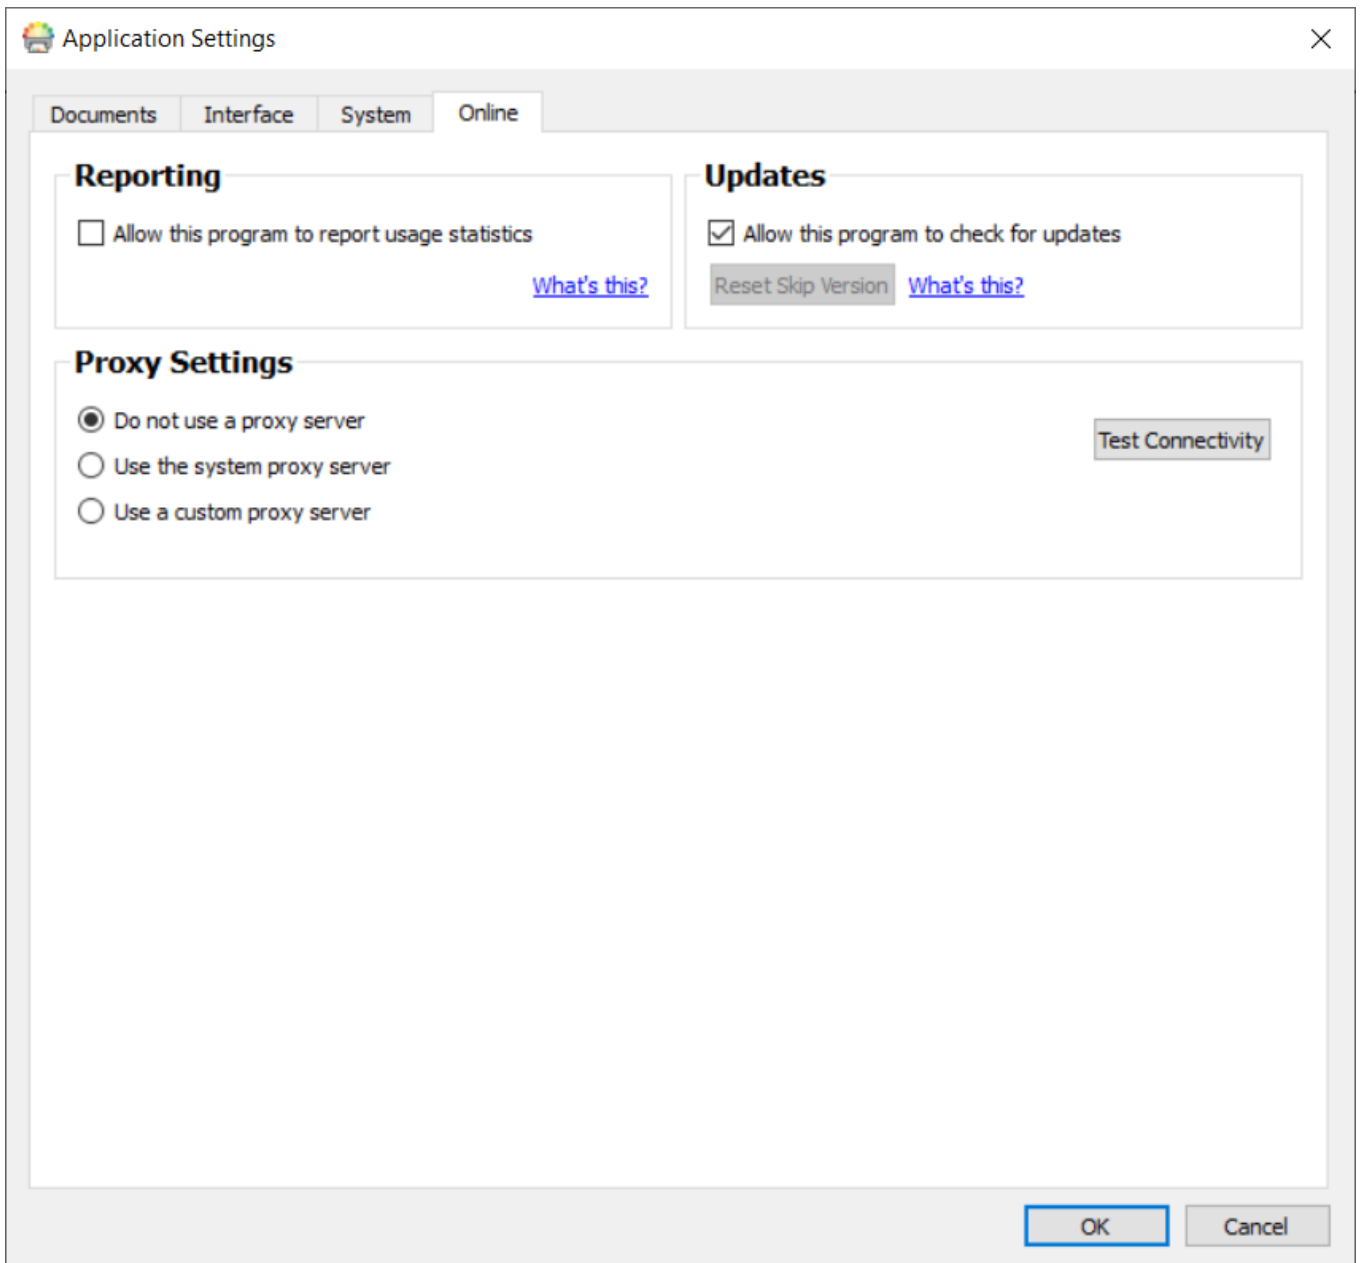 Application Settings
Documents Interface System Online
Reporting
Allow this program to report usage statistics
What's this?
Updates
Allow this program to check for updates
Reset Skip Version What's this?
Proxy Settings
Do not use a proxy server
Use the system proxy server
Use a custom proxy server
Test Connectivity
OK Cancel